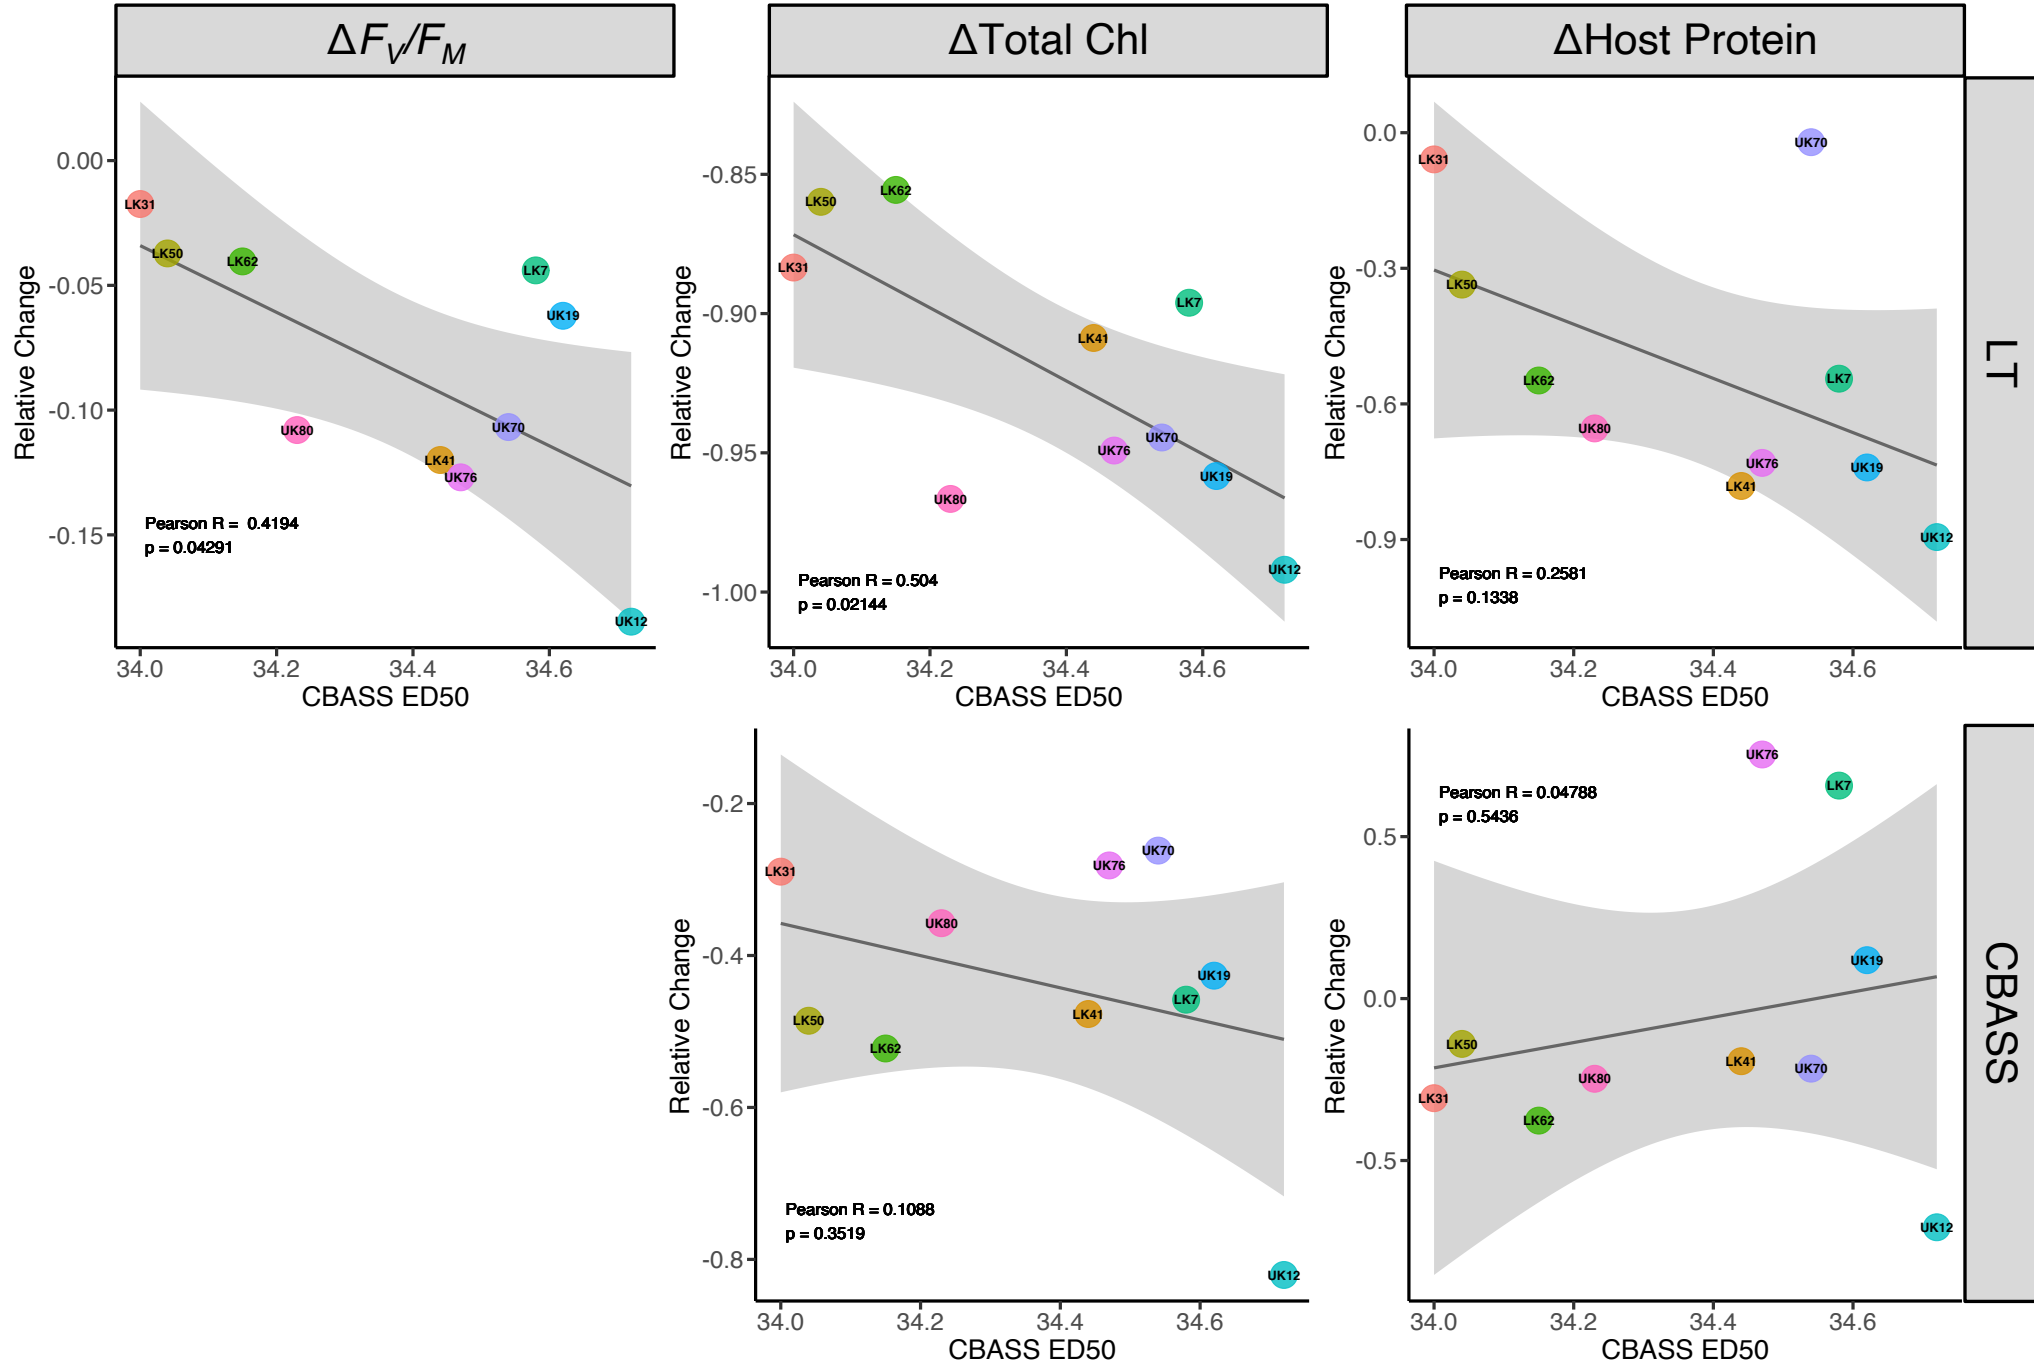 ΔFV/FM
ΔTotal Chl
ΔHost Protein
LT
CBASS
Relative Change
0.00
-0.05
-0.10
-0.15
LK31
LK50
LK62
LK7
UK19
UK80
UK70
LK41
UK76
UK12
Pearson R =  0.4194
p = 0.04291
34.0 34.2 34.4 34.6
CBASS ED50
Relative Change
-0.85
-0.90
-0.95
-1.00
LK62
LK50
LK31
LK7
LK41
UK70
UK76
UK19
UK80
UK12
Pearson R = 0.504
p = 0.02144
34.0 34.2 34.4 34.6
CBASS ED50
Relative Change
0.0
-0.3
-0.6
-0.9
UK70
LK31
LK50
LK62
LK7
UK80
UK76
UK19
LK41
UK12
Pearson R = 0.2581
p = 0.1338
34.0 34.2 34.4 34.6
CBASS ED50
Relative Change
-0.2
-0.4
-0.6
-0.8
UK70
UK76
LK31
UK80
UK19
LK7
LK41
LK50
LK62
UK12
Pearson R = 0.1088
p = 0.3519
34.0 34.2 34.4 34.6
CBASS ED50
Relative Change
0.5
0.0
-0.5
UK76
LK7
Pearson R = 0.04788
p = 0.5436
UK19
LK50
LK41
UK70
UK80
LK31
LK62
UK12
34.0 34.2 34.4 34.6
CBASS ED50